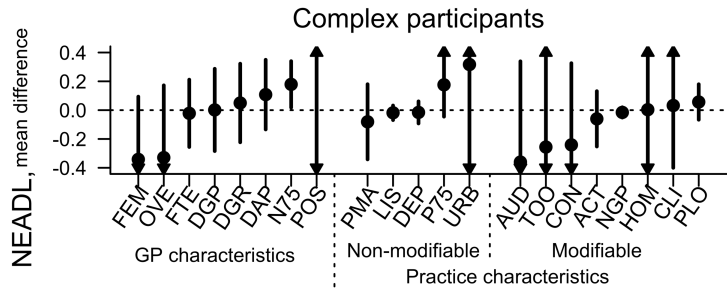 Complex participants
NEADL, mean difference
0.4
0.2
0.0
-0.2
-0.4
FEM OVE FTE DGP DGR DAP N75 POS PMA LIS DEP P75 URB AUD TOO CON ACT NGP HOM CLI PLO
GP characteristics
Non-modifiable
Modifiable
Practice characteristics